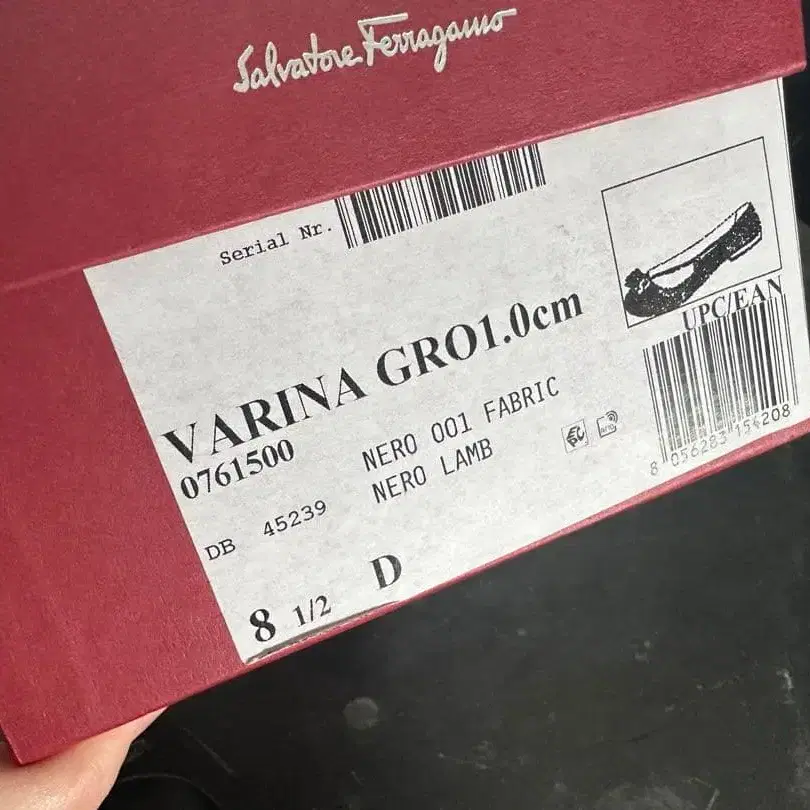 Salvatore Ferragamo
Serial Nr.
UPC/EAN
VARINA GRO1.0cm
0761500
NERO 001 FABRIC
NERO LAMB
DB 45239
8 056283 154208
8 1/2 D